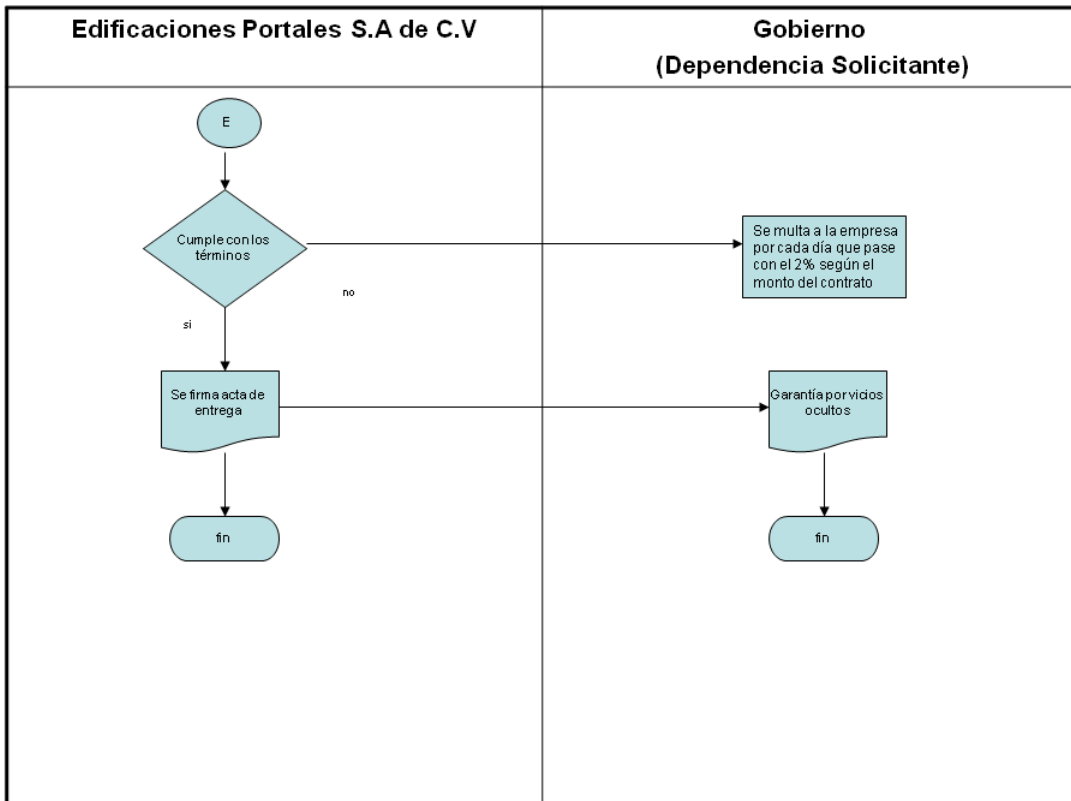 Edificaciones Portales S.A de C.V
Gobierno
(Dependencia Solicitante)
E
Cumple con los
términos
Se multa a la empresa
por cada día que pase
con el 2% según el
monto del contrato
no
si
Se firma acta de
entrega
Garantía por vicios
ocultos
fin
fin